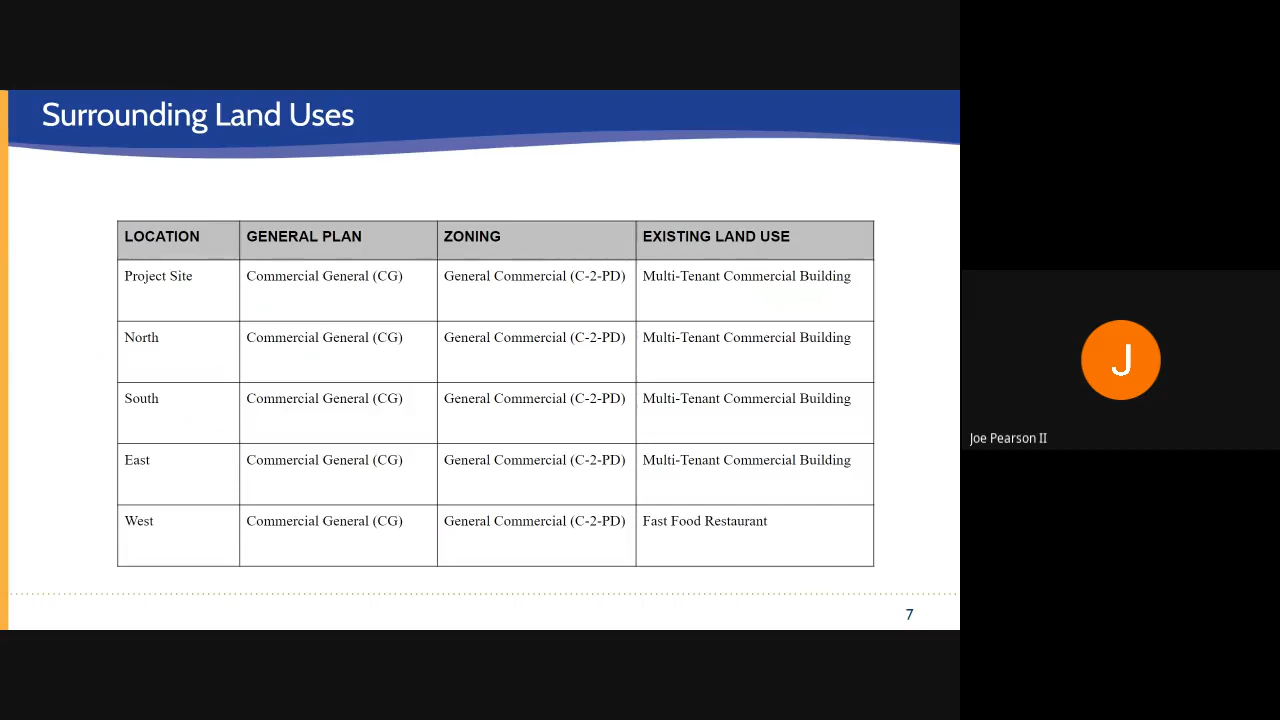 Surrounding Land Uses
LOCATION GENERAL PLAN ZONING EXISTING LAND USE
Project Site Commercial General (CG) General Commercial (C-2-PD) Multi-Tenant Commercial Building
North Commercial General (CG) General Commercial (C-2-PD) Multi-Tenant Commercial Building
South Commercial General (CG) General Commercial (C-2-PD) Multi-Tenant Commercial Building
East Commercial General (CG) General Commercial (C-2-PD) Multi-Tenant Commercial Building
West Commercial General (CG) General Commercial (C-2-PD) Fast Food Restaurant
7
J
Joe Pearson II